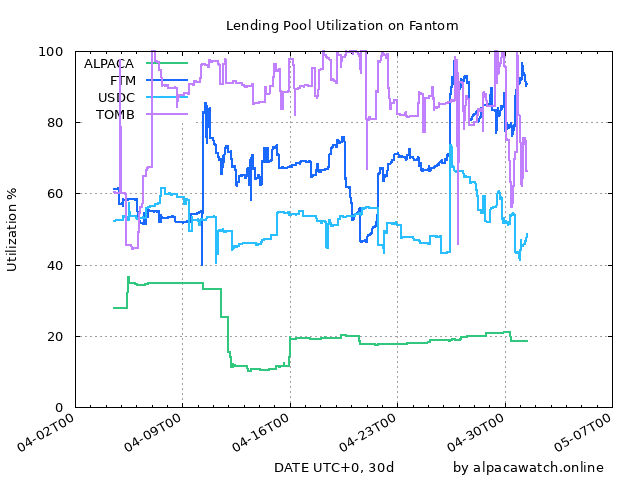 Lending Pool Utilization on Fantom
100
80
60
40
20
0
Utilization %
ALPACA
FTM
USDC
TOMB
04-02T00
04-09T00
04-16T00
04-23T00
04-30T00
05-07T00
DATE UTC+0, 30d
by alpacawatch.online